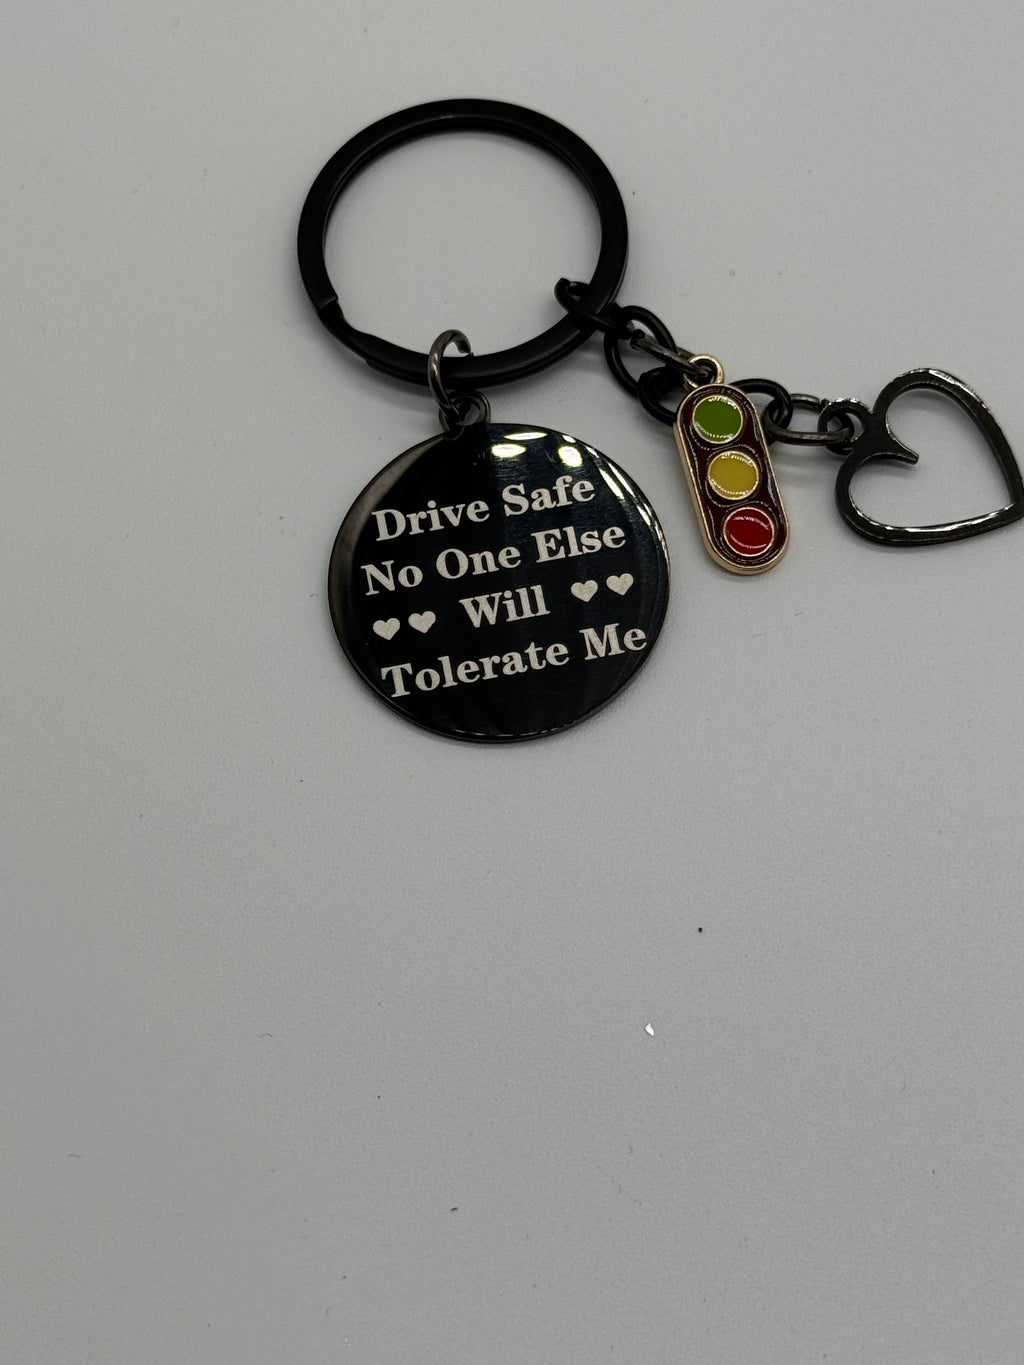 Drive Safe
No One Else
Will
Tolerate Me